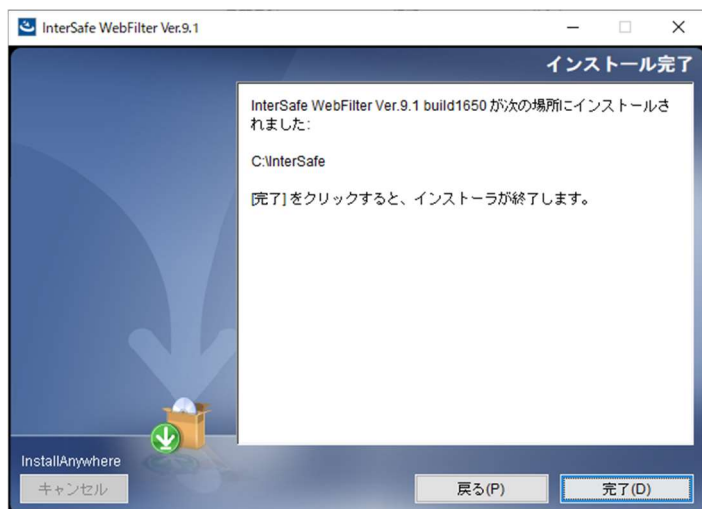 InterSafe WebFilter Ver.9.1
インストール完了
InterSafe WebFilter Ver.9.1 build1650 が次の場所にインストールさ
れました:
C:\InterSafe
[完了] をクリックすると、インストーラが終了します。
InstallAnywhere
キャンセル
戻る(P)
完了(D)